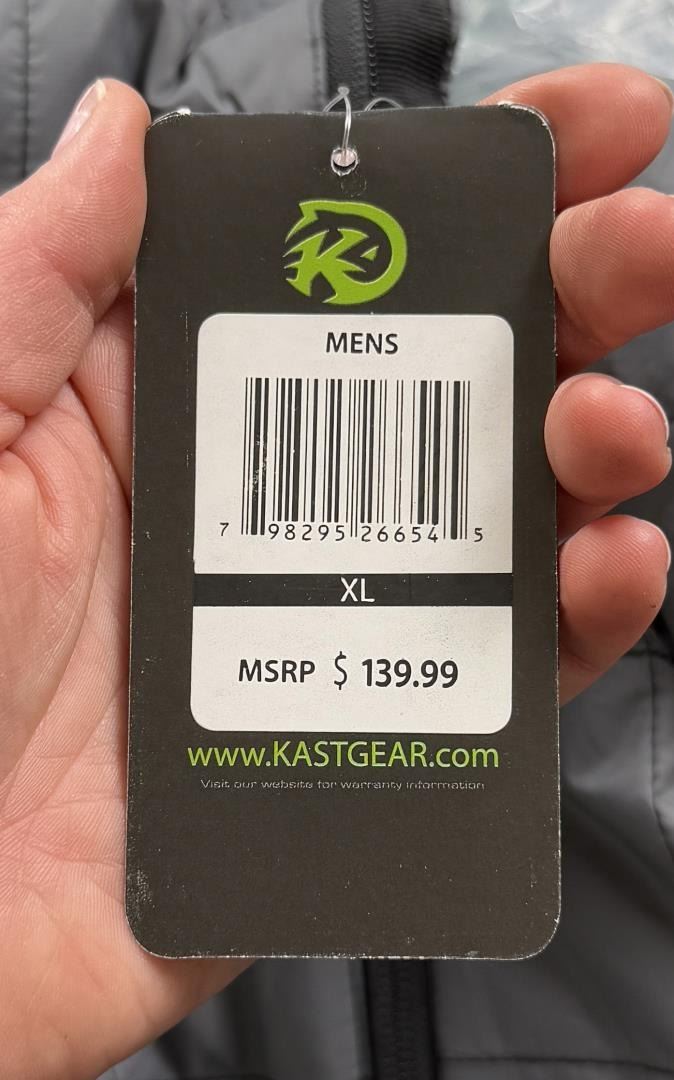 K
MENS
7 98295 26654 5
XL
MSRP $ 139.99
www.KASTGEAR.com
Visit our website for warranty information